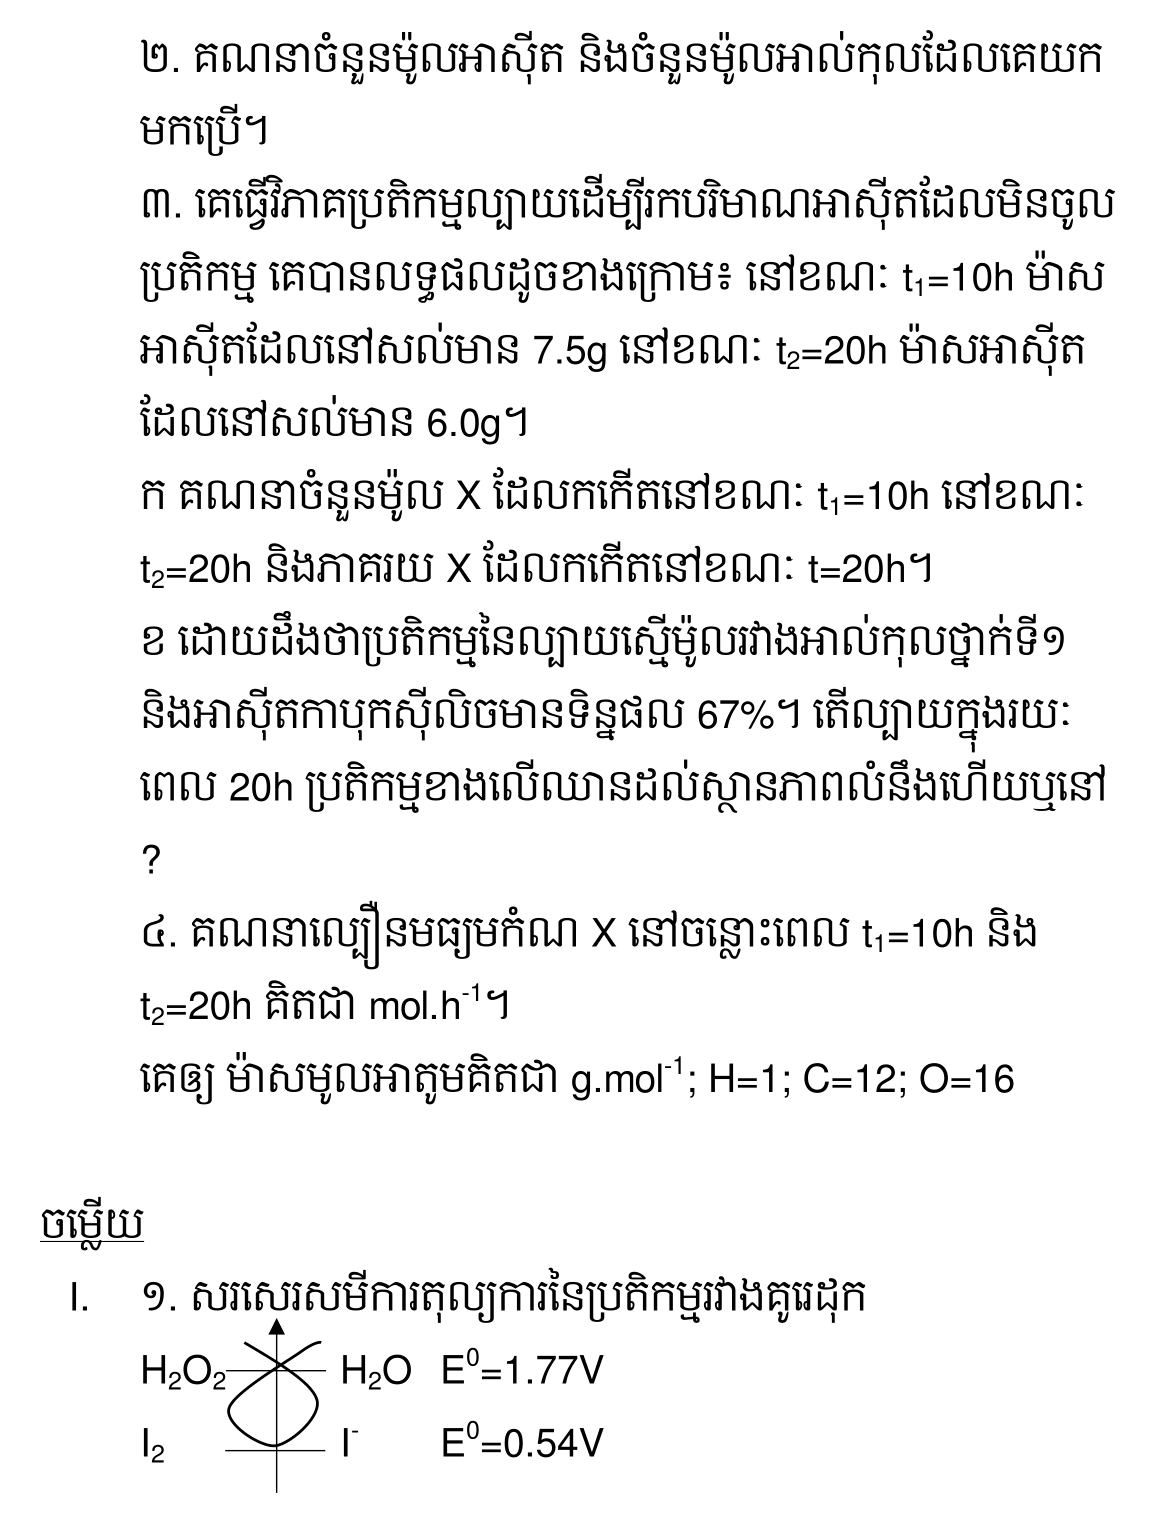 ២. គណនាចំនួនម៉ូលអាស៊ីត និងចំនួនម៉ូលអាល់កុលដែលគេយក
មកប្រើ។
៣. គេធ្វើវិភាគប្រតិកម្មល្បាយដើម្បីរកបរិមាណអាស៊ីតដែលមិនចូល
ប្រតិកម្ម គេបានលទ្ធផលដូចខាងក្រោម៖ នៅខណៈ t₁=10h ម៉ាស
អាស៊ីតដែលនៅសល់មាន 7.5g នៅខណៈ t₂=20h ម៉ាសអាស៊ីត
ដែលនៅសល់មាន 6.0g។
ក គណនាចំនួនម៉ូល X ដែលកកើតនៅខណៈ t₁=10h នៅខណៈ
t₂=20h និងភាគរយ X ដែលកកើតនៅខណៈ t=20h។
ខ ដោយដឹងថាប្រតិកម្មនៃល្បាយស្មើម៉ូលរវាងអាល់កុលថ្នាក់ទី១
និងអាស៊ីតកាបុកស៊ីលិចមានទិន្នផល 67%។ តើល្បាយក្នុងរយៈ
ពេល 20h ប្រតិកម្មខាងលើឈានដល់ស្ថានភាពលំនឹងហើយឬនៅ
?
៤. គណនាល្បឿនមធ្យមកំណ X នៅចន្លោះពេល t₁=10h និង
t₂=20h គិតជា mol.h⁻¹។
គេឲ្យ ម៉ាសមូលអាតូមគិតជា g.mol⁻¹; H=1; C=12; O=16
ចម្លើយ
I. ១. សរសេរសមីការតុល្យការនៃប្រតិកម្មរវាងគូរេដុក
H₂O₂ H₂O E⁰=1.77V
I₂ I⁻ E⁰=0.54V